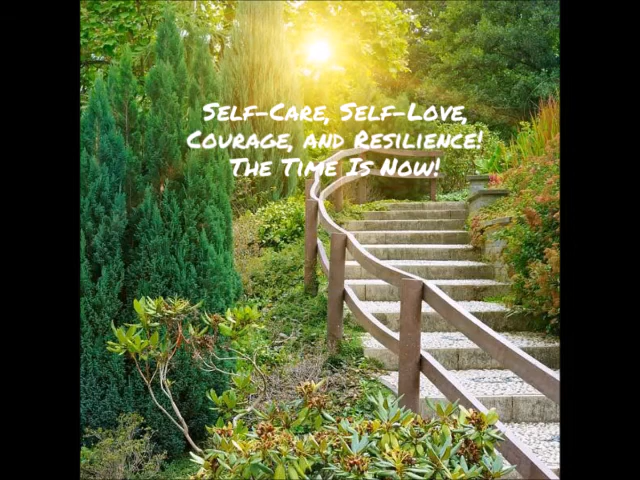 Self-Care, Self-Love,
Courage, and Resilience!
The Time Is Now!